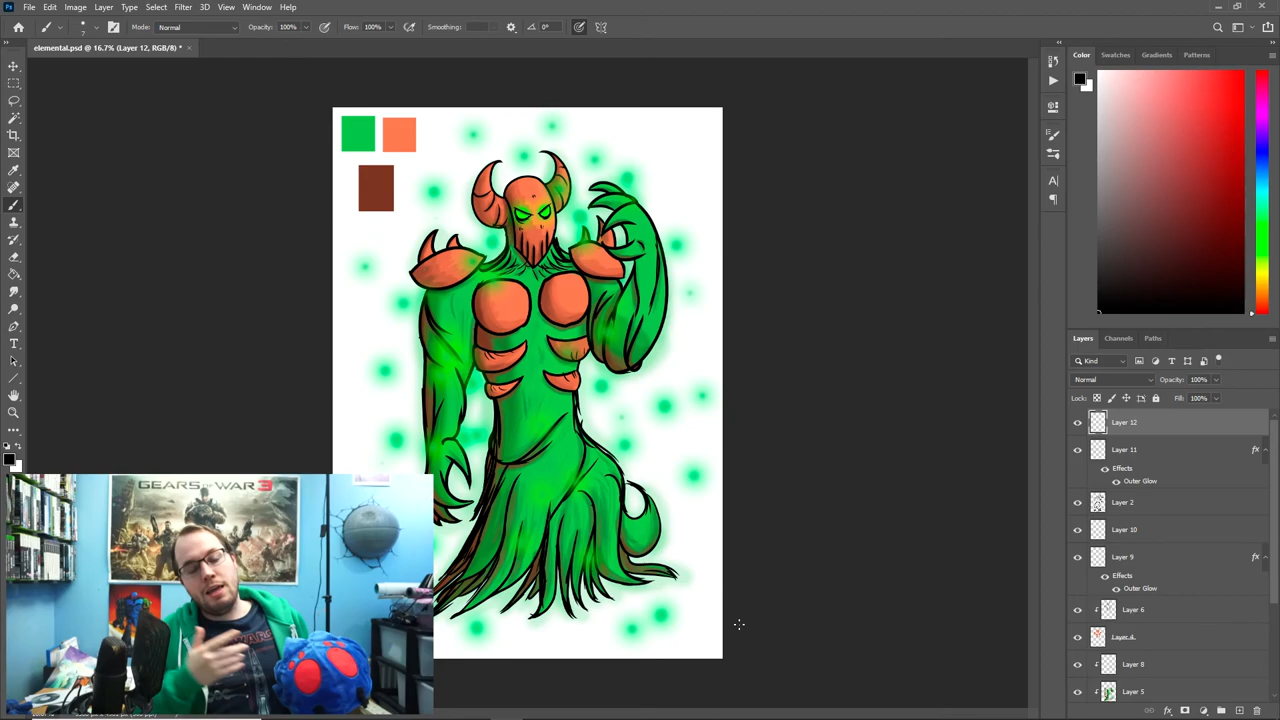 File Edit Image Layer Type Select Filter 3D View Window Help
Mode: Normal Opacity: 100% Flow: 100% Smoothing: 0°
elemental.psd @ 16.7% (Layer 12, RGB/8) *
Color Swatches Gradients Patterns
Layers Channels Paths
Kind
Normal Opacity: 100%
Lock: Fill: 100%
Layer 12
Layer 11 fx
Effects
Outer Glow
Layer 2
Layer 10
Layer 9 fx
Effects
Outer Glow
Layer 6
Layer 4
Layer 8
Layer 5
GEARS OF WAR 3